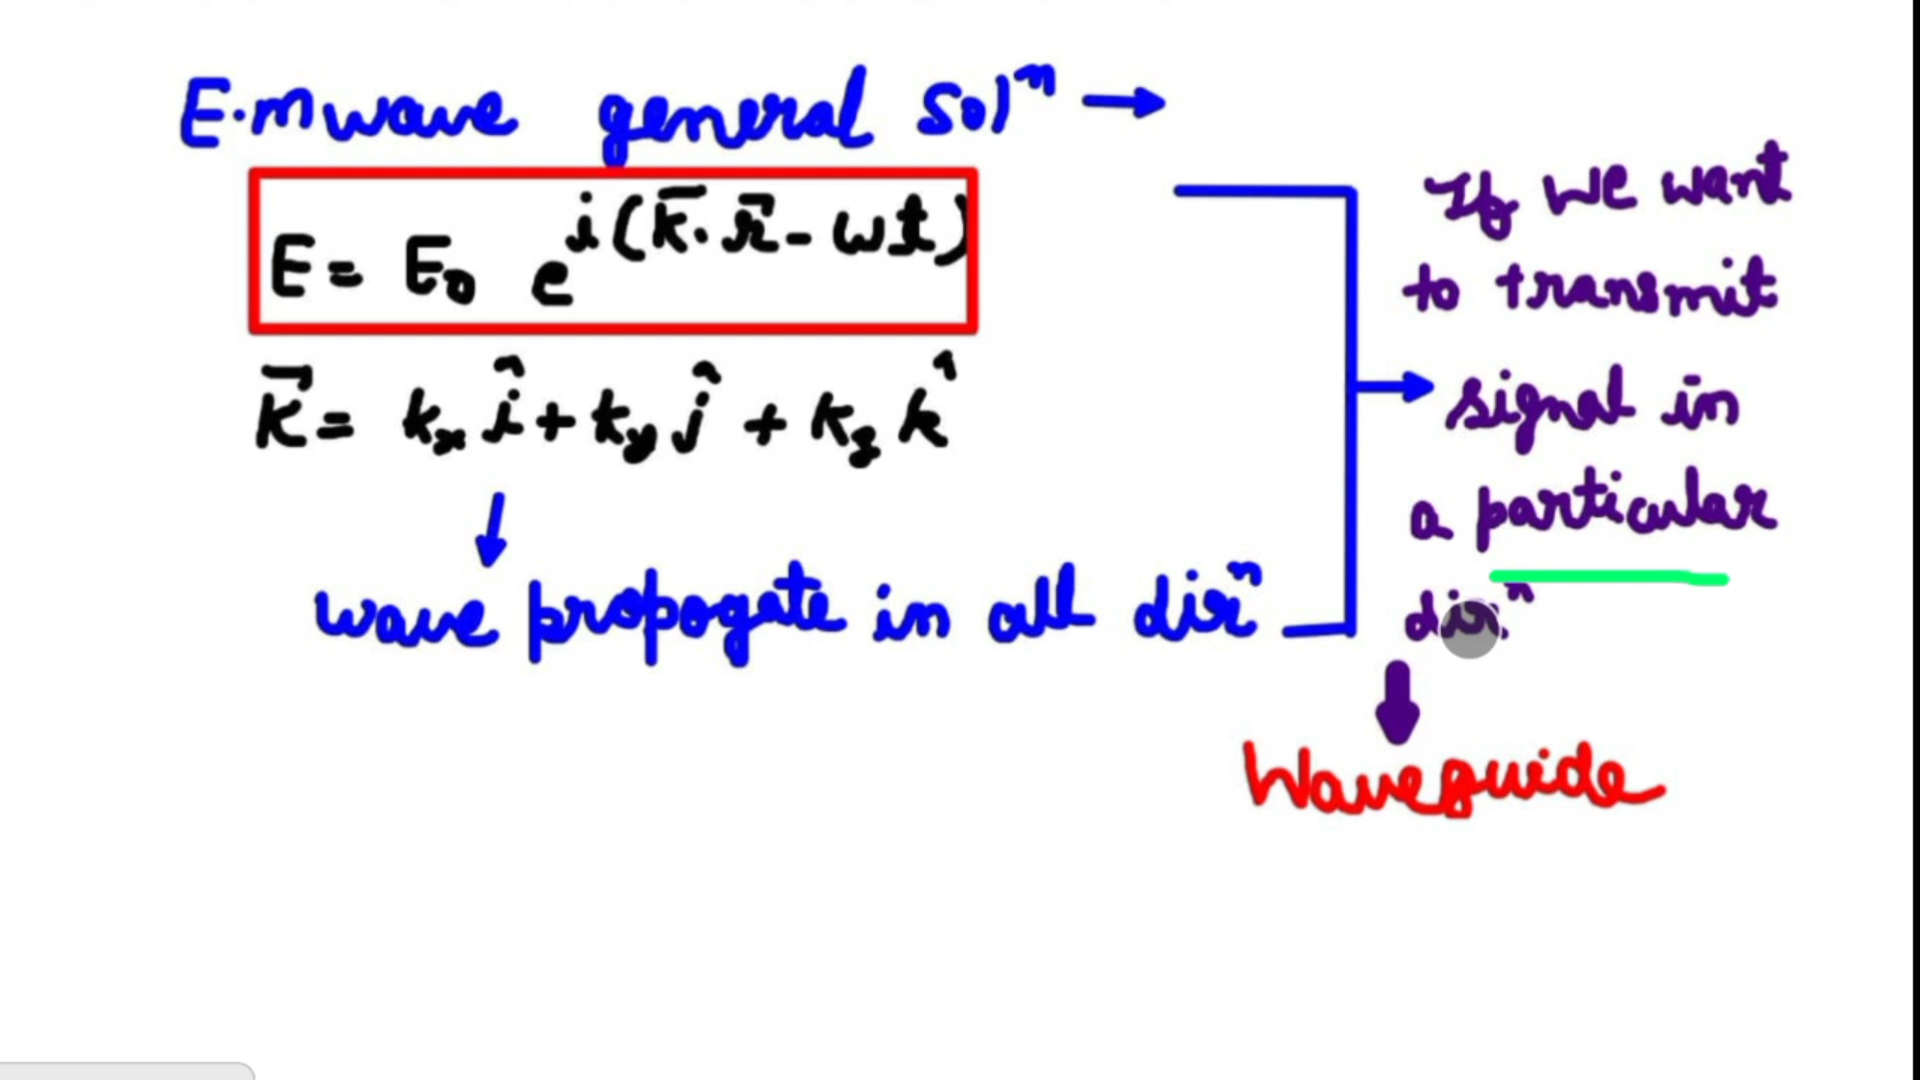 E.m wave general solⁿ →
E = E₀ e^{i(k̄·r̄ - ωt)}
K̄ = kₓ î + k_y ĵ + k_z k̂
wave propogate in all dirⁿ
If we want
to transmit
signal in
a particular
dirⁿ
Waveguide